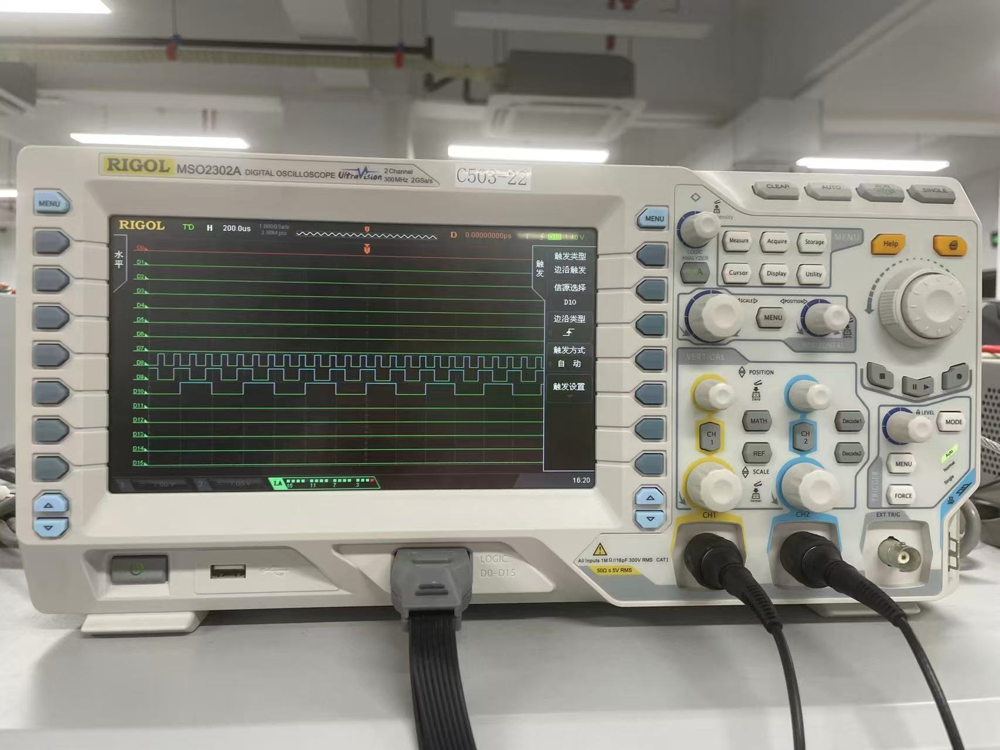 RIGOL MSO2302A DIGITAL OSCILLOSCOPE UltraVision 2 Channel
300MHz 2GSa/s
C503-22
CLEAR AUTO RUN STOP SINGLE
MENU
MENU
RIGOL T'D H 200.0us 1.000GSa/s D 0.00000000ps T D10 1.40 V
2.80M pts
水平
D0
D1
D2
D3
D4
D5
D6
D7
D8
D9
D10
D11
D12
D13
D14
D15
触发
触发类型
边沿触发
信源选择
D10
边沿类型
触发方式
自动
触发设置
1 = 1.00 V 2 = 1.00 V LA 15 11 7 3 16:20
LOGIC
ANALYZER
LA
Measure Acquire Storage MENU
Cursor Display Utility
Help
SCALE MENU POSITION
Zero
HORIZONTAL
VERTICAL
POSITION
Zero
MATH
CH 1
CH 2
REF
Decode1
Decode2
SCALE
Vernier
CH1
CH2
LEVEL
MODE
Auto
Normal
Single
MENU
FORCE
TRIGGER
EXT TRIG
LOGIC
D0-D15
All Inputs 1MΩ//16pF 300V RMS CATI
50Ω ≤ 5V RMS